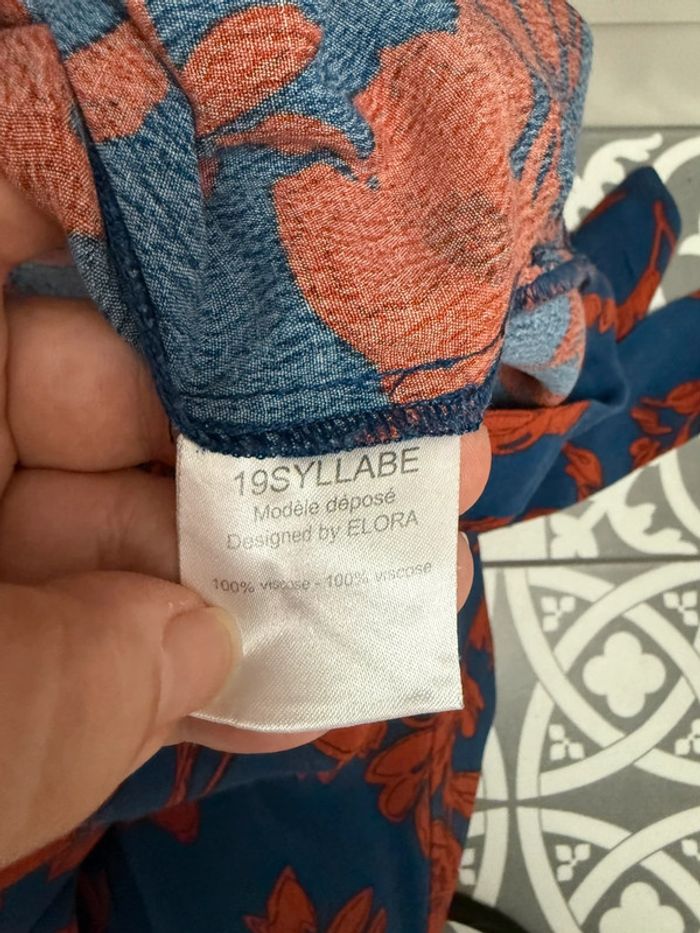 19SYLLABE
Modèle déposé
Designed by ELORA
100% viscose - 100% viscose